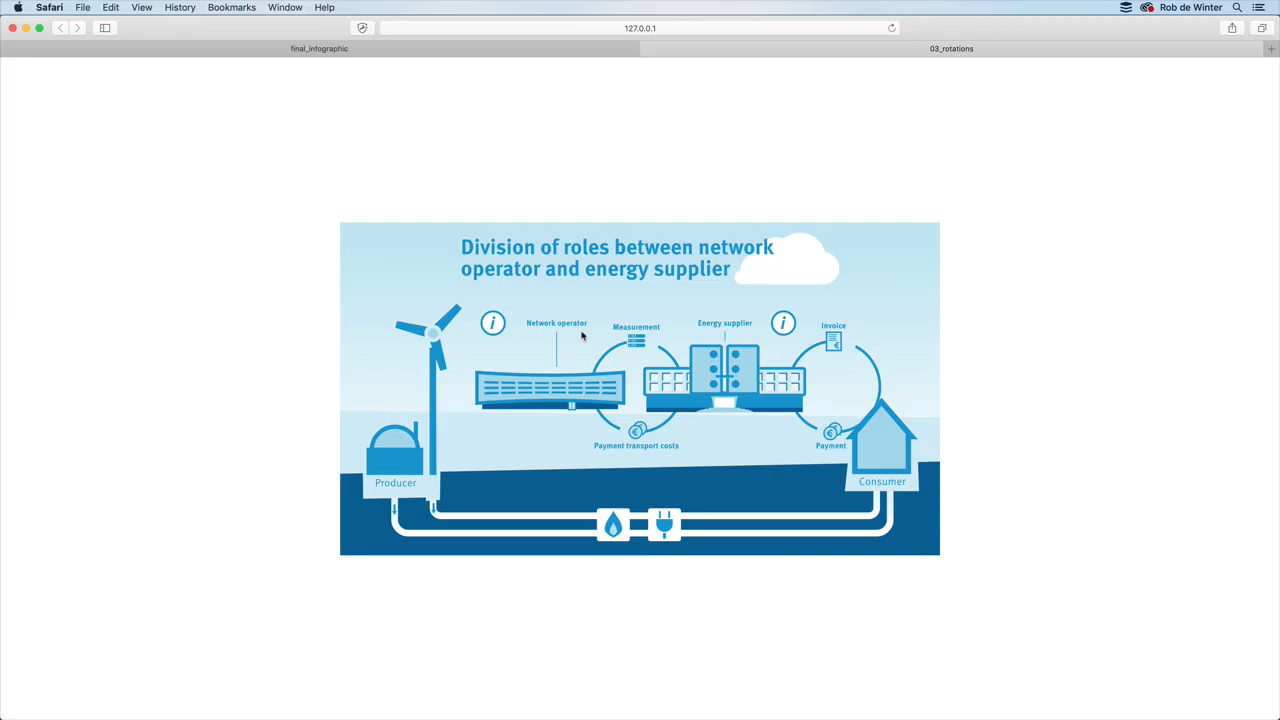 Safari File Edit View History Bookmarks Window Help Rob de Winter
127.0.0.1
final_infographic 03_rotations
Division of roles between network
operator and energy supplier
i Network operator Measurement Energy supplier i Invoice
€
€ €
Payment transport costs Payment
Producer Consumer